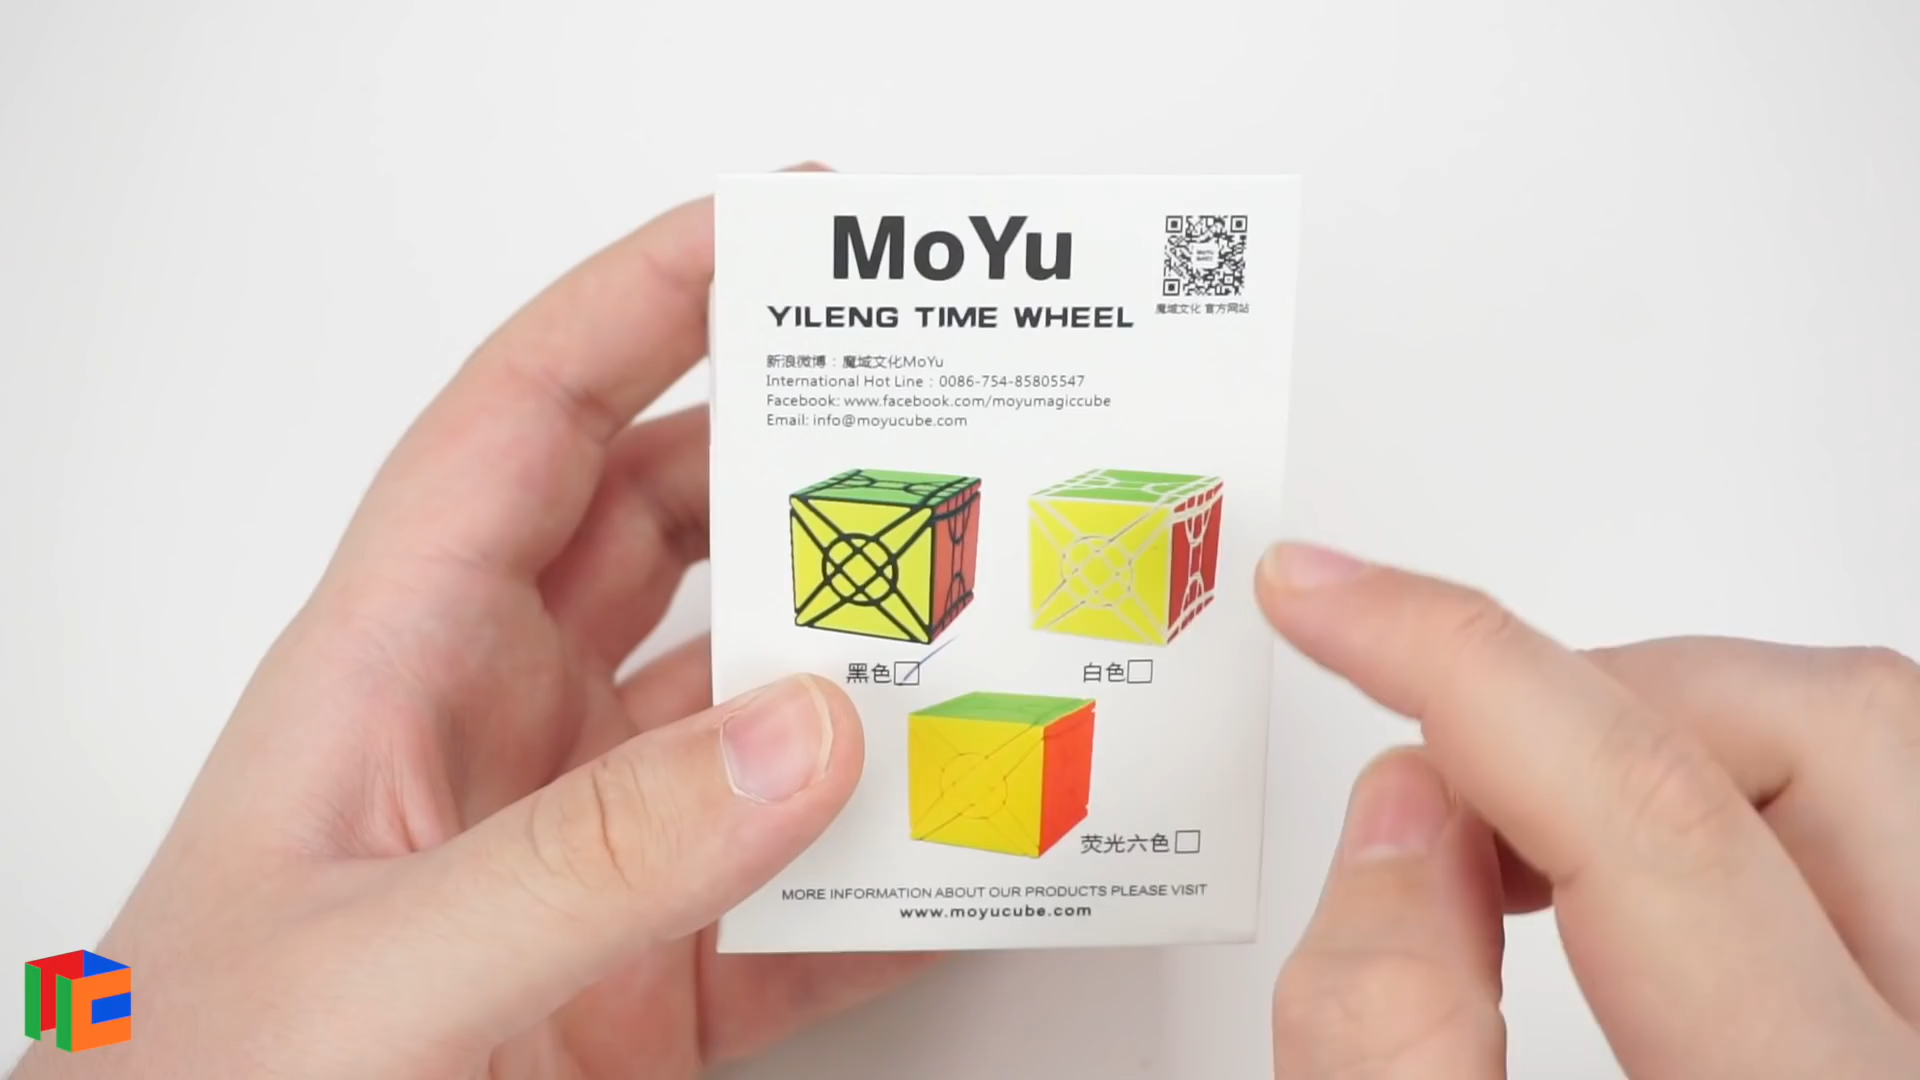 MoYu
YILENG TIME WHEEL
魔域文化 官方网站
新浪微博：魔域文化MoYu
International Hot Line：0086-754-85805547
Facebook: www.facebook.com/moyumagiccube
Email: info@moyucube.com
黑色
白色
荧光六色
MORE INFORMATION ABOUT OUR PRODUCTS PLEASE VISIT
www.moyucube.com